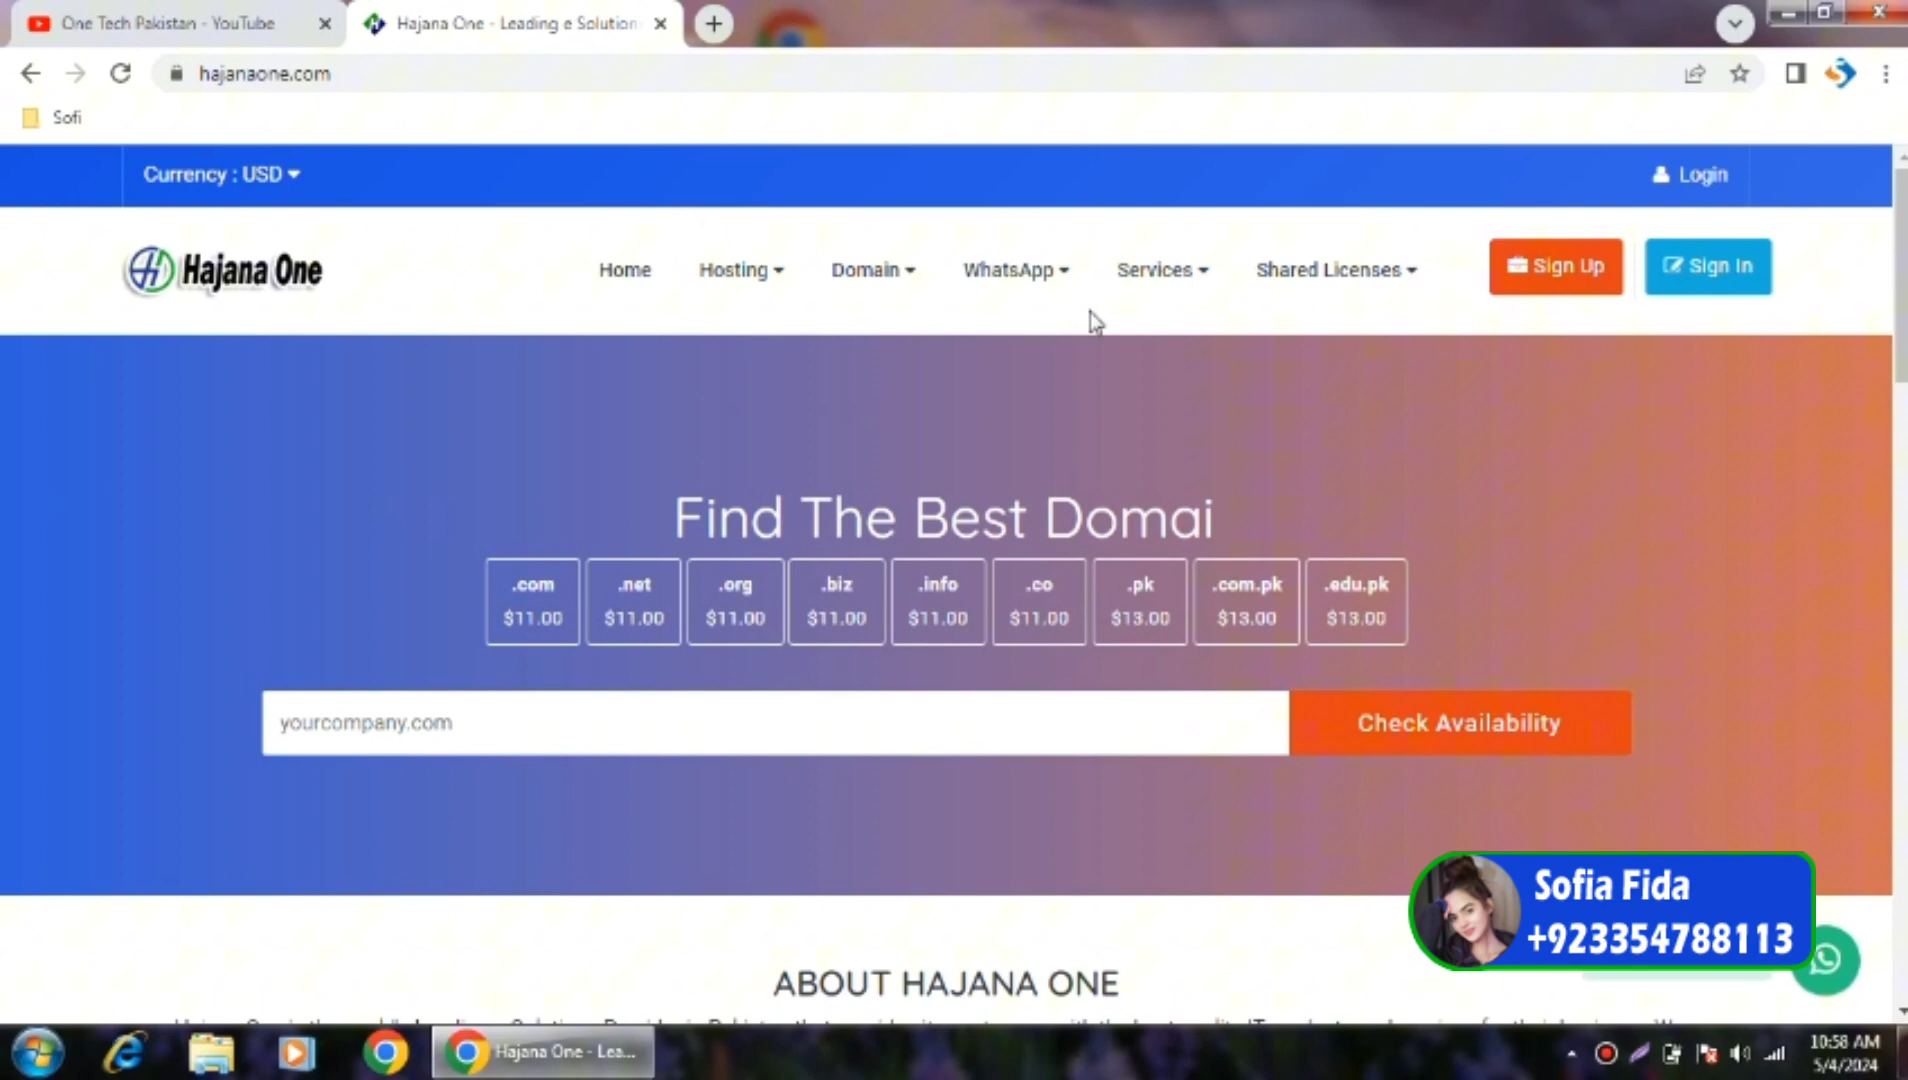 One Tech Pakistan - YouTube
Hajana One - Leading e Solution
hajanaone.com
Sofi
Currency : USD
Login
Hajana One
Home
Hosting
Domain
WhatsApp
Services
Shared Licenses
Sign Up
Sign In
Find The Best Domai
.com
$11.00
.net
$11.00
.org
$11.00
.biz
$11.00
.info
$11.00
.co
$11.00
.pk
$13.00
.com.pk
$13.00
.edu.pk
$13.00
yourcompany.com
Check Availability
Sofia Fida
+923354788113
ABOUT HAJANA ONE
Hajana One - Lea...
10:58 AM
5/4/2024